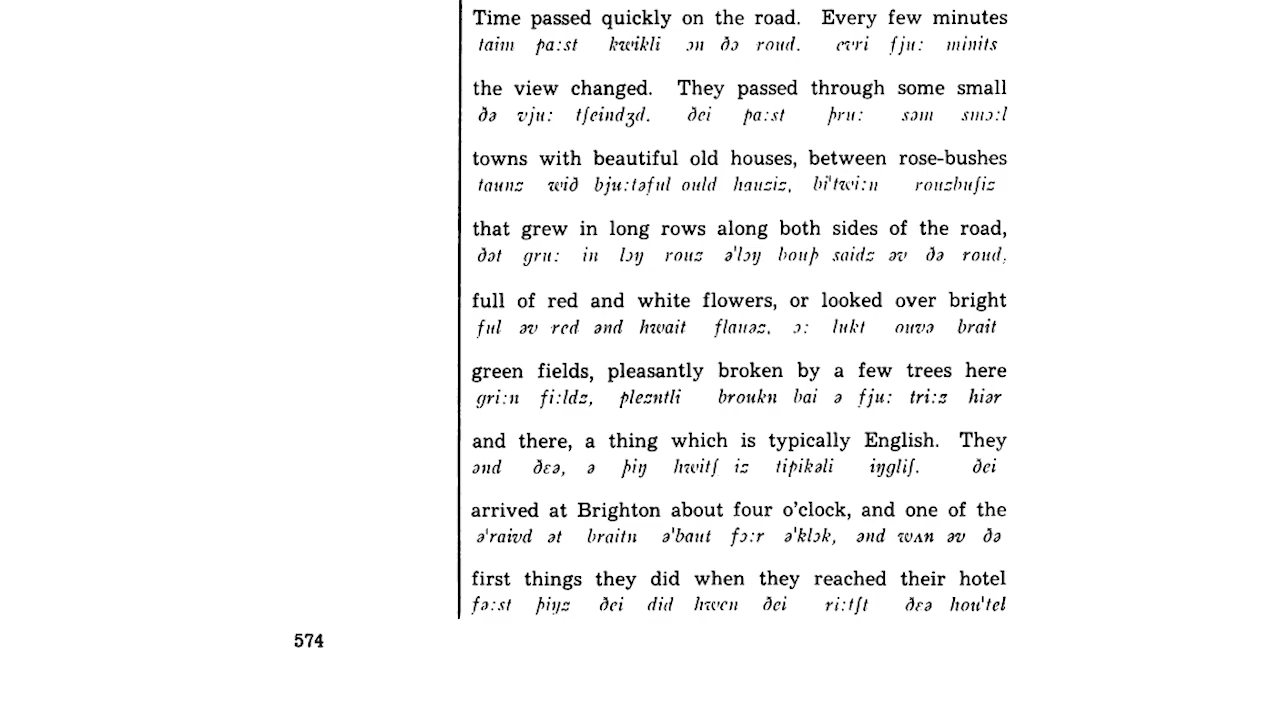 Time passed quickly on the road. Every few minutes
taim pa:st kwikli ɔn ðə roud. evri fju: minits
the view changed. They passed through some small
ðə vju: tʃeindʒd. ðei pa:st þru: səm smɔ:l
towns with beautiful old houses, between rose-bushes
taunz wið bju:təful ould hauziz, bi'twi:n rouzbuʃiz
that grew in long rows along both sides of the road,
ðət gru: in lɔŋ rouz ə'lɔŋ bouþ saidz əv ðə roud,
full of red and white flowers, or looked over bright
ful əv red ənd hwait flauəz, ɔ: lukt ouvə brait
green fields, pleasantly broken by a few trees here
gri:n fi:ldz, plezntli broukn bai ə fju: tri:z hiər
and there, a thing which is typically English. They
ənd ðɛə, ə þiŋ hwitʃ iz tipikəli iŋgliʃ. ðei
arrived at Brighton about four o'clock, and one of the
ə'raivd ət braitn ə'baut fɔ:r ə'klɔk, ənd wʌn əv ðə
first things they did when they reached their hotel
fə:st þiŋz ðei did hwen ðei ri:tʃt ðɛə hou'tel
574